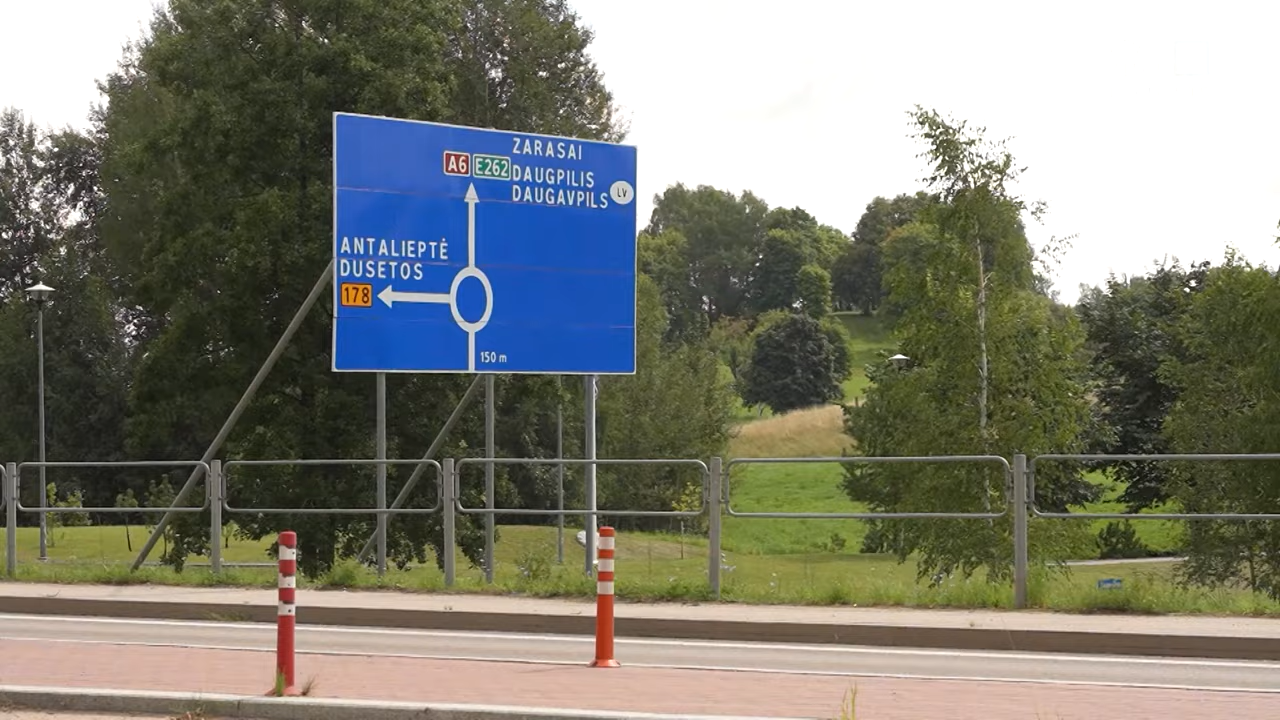 ZARASAI
A6 E262
DAUGPILIS
DAUGAVPILS LV
ANTALIEPTĖ
DUSETOS
178
150 m